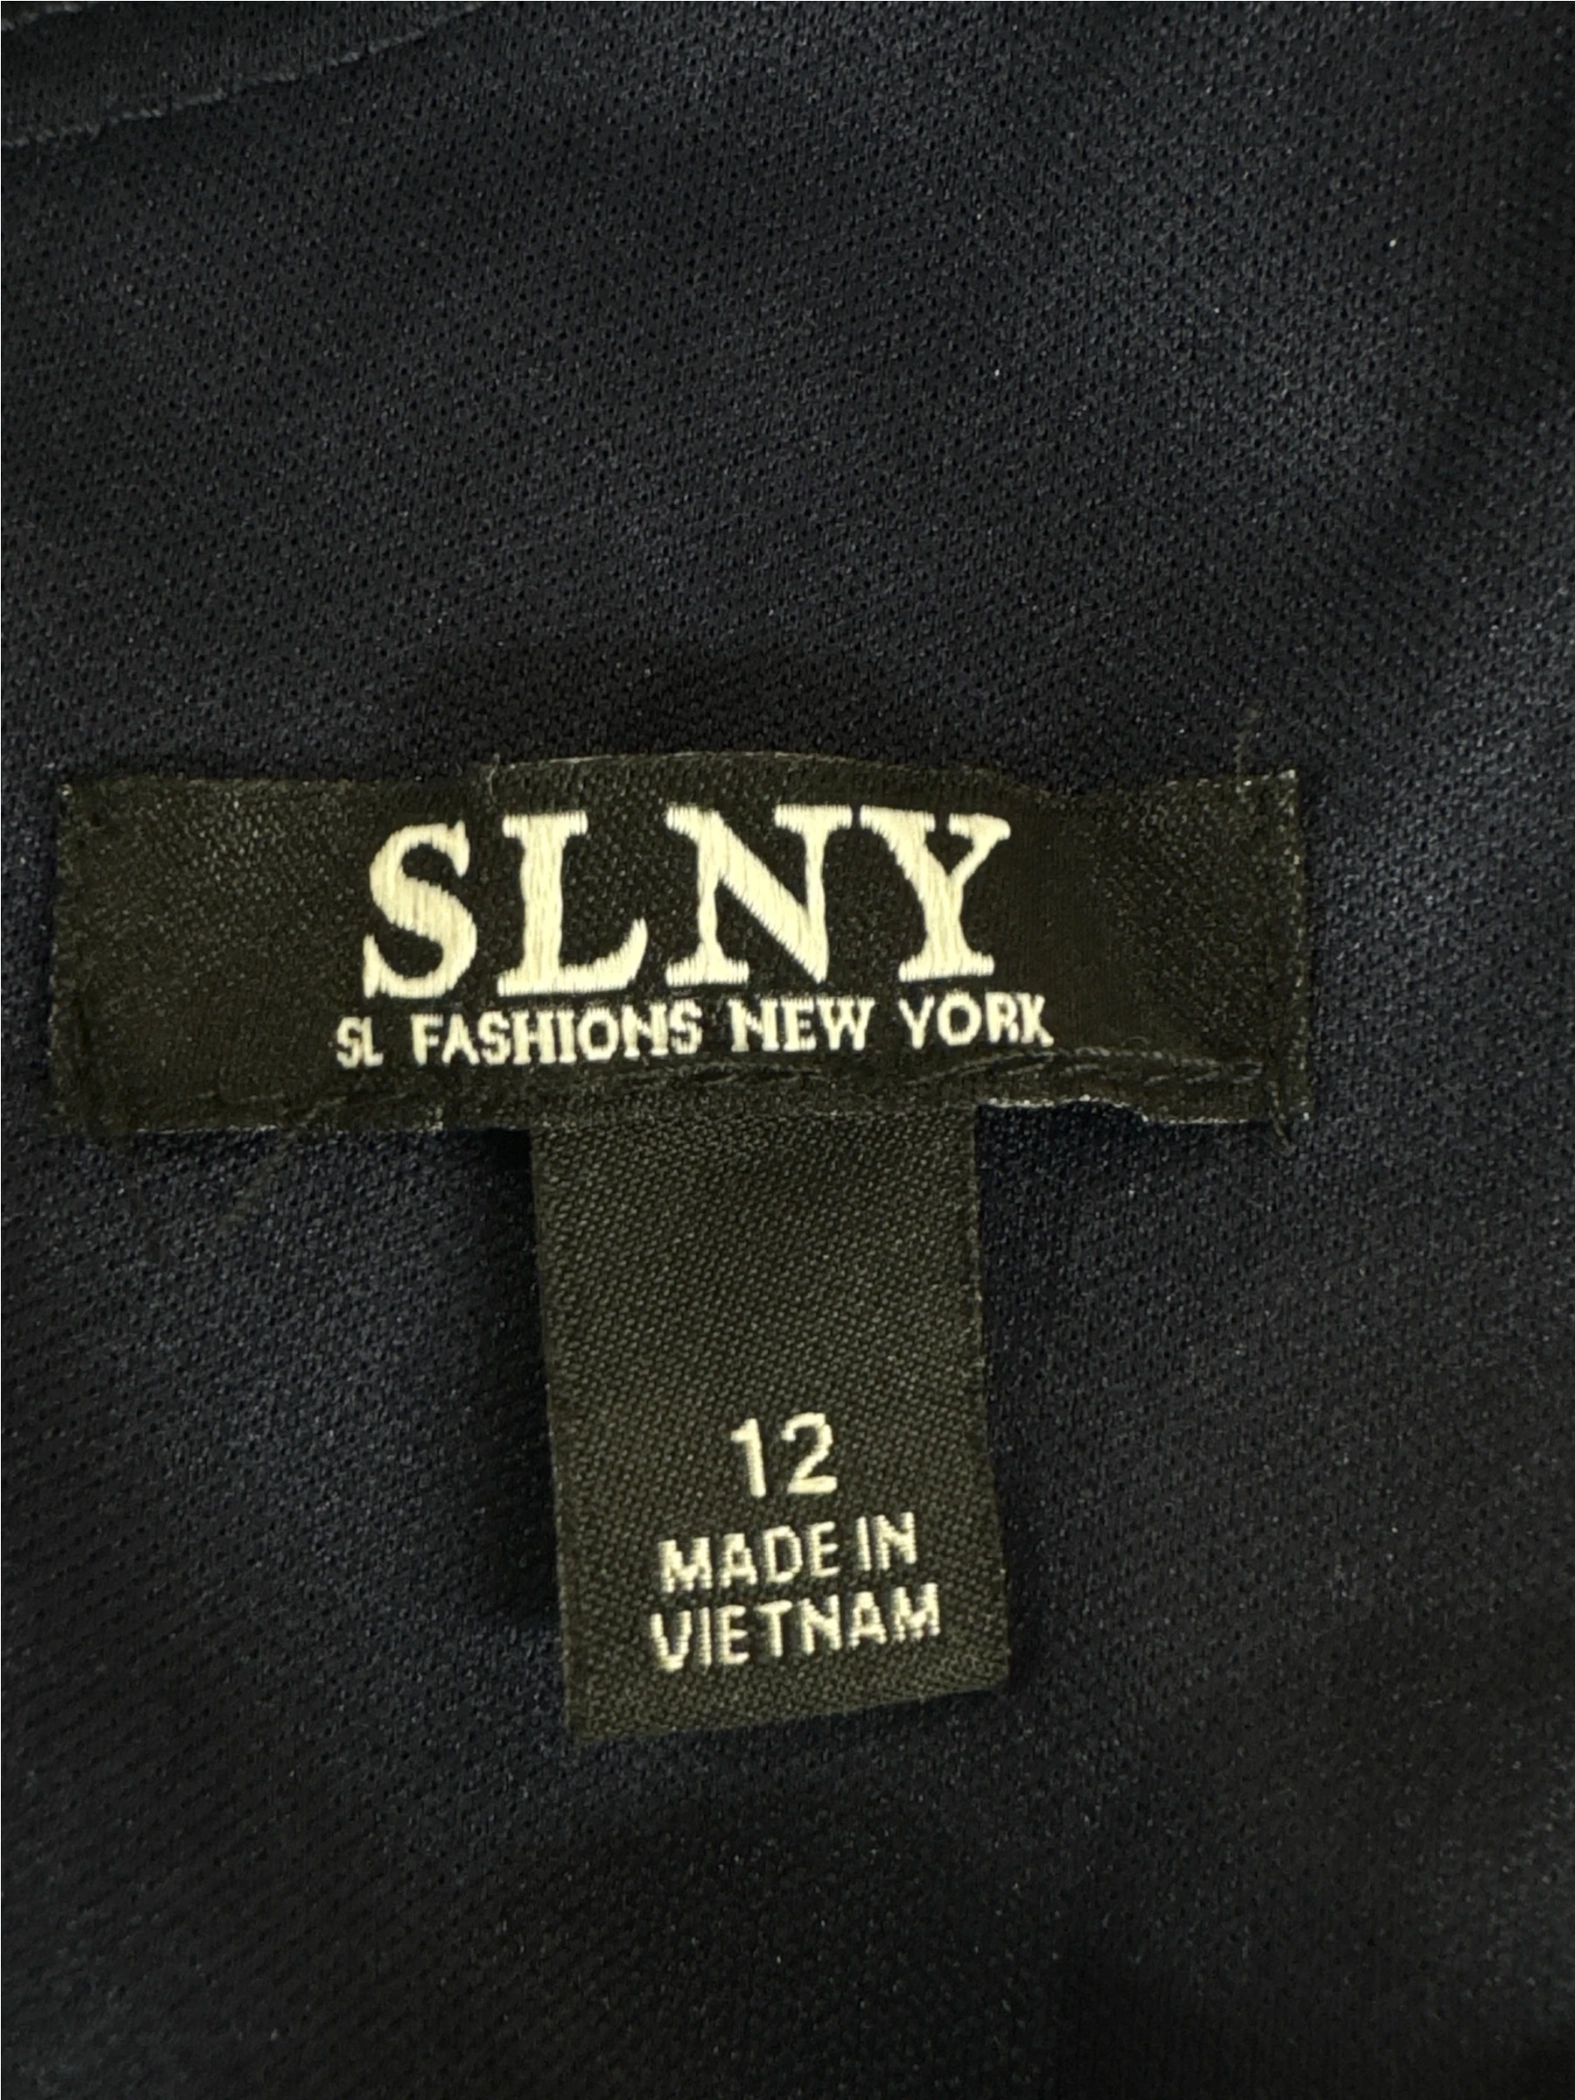 SLNY
SL FASHIONS NEW YORK
12
MADE IN
VIETNAM